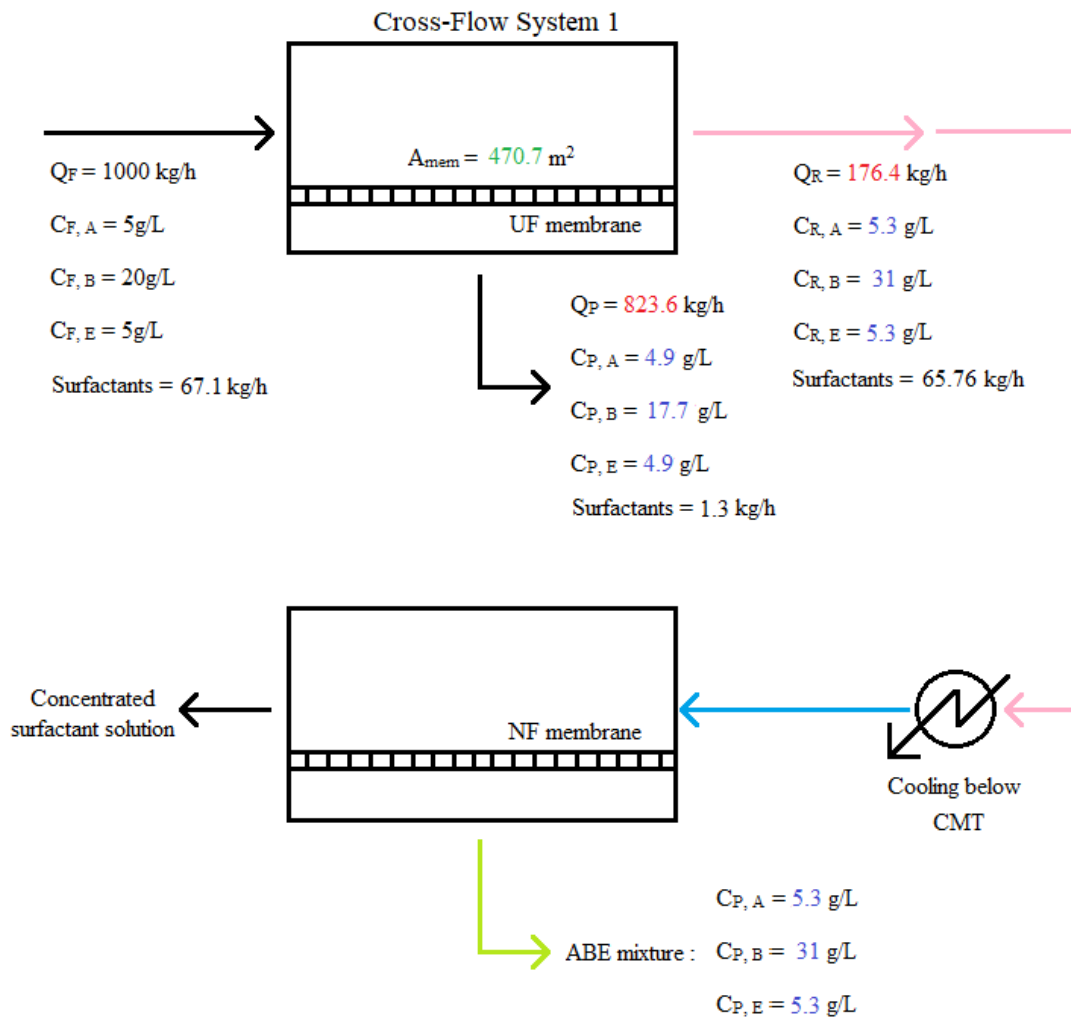 Cross-Flow System 1
Amem = 470.7 m²
UF membrane
QF = 1000 kg/h
CF, A = 5g/L
CF, B = 20g/L
CF, E = 5g/L
Surfactants = 67.1 kg/h
QP = 823.6 kg/h
CP, A = 4.9 g/L
CP, B = 17.7 g/L
CP, E = 4.9 g/L
Surfactants = 1.3 kg/h
QR = 176.4 kg/h
CR, A = 5.3 g/L
CR, B = 31 g/L
CR, E = 5.3 g/L
Surfactants = 65.76 kg/h
Concentrated
surfactant solution
NF membrane
Cooling below
CMT
ABE mixture :
CP, A = 5.3 g/L
CP, B = 31 g/L
CP, E = 5.3 g/L